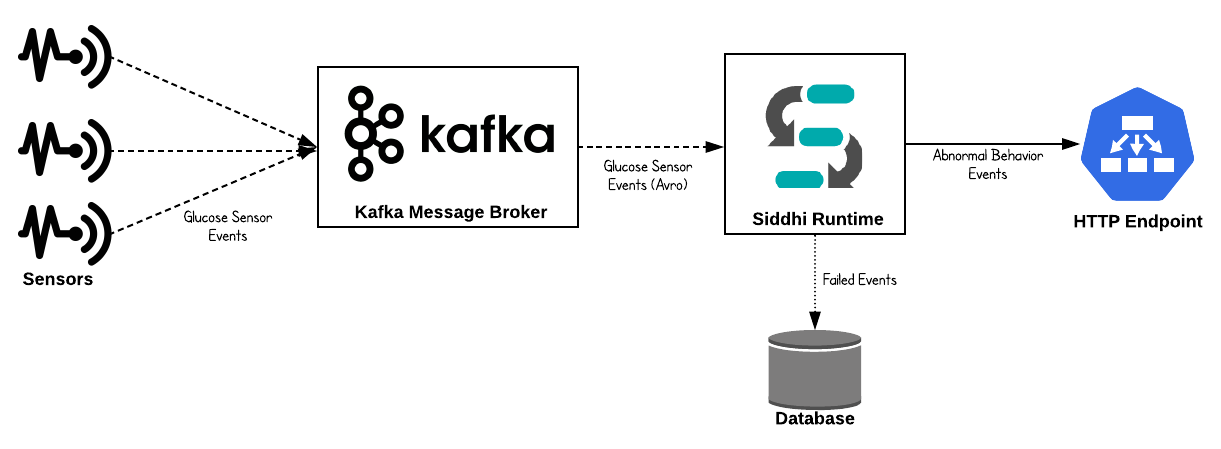 kafka
Kafka Message Broker
Glucose Sensor
Events
Sensors
Glucose Sensor
Events (Avro)
Siddhi Runtime
Abnormal Behavior
Events
HTTP Endpoint
Failed Events
Database